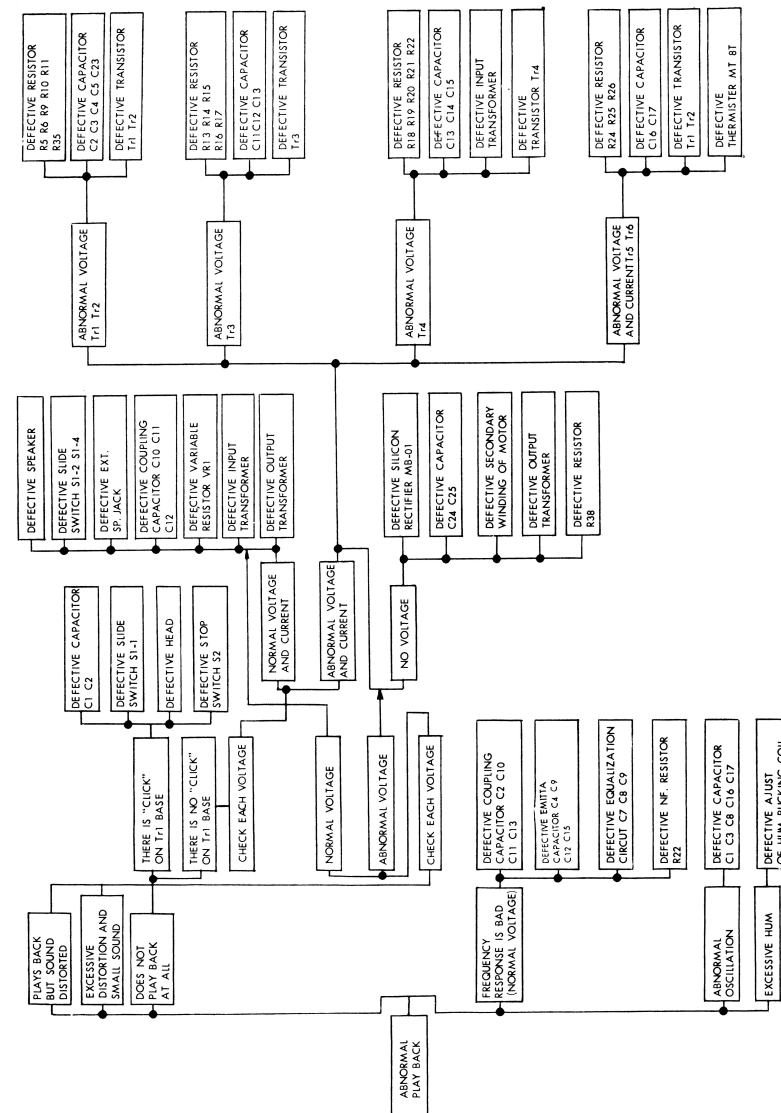 ABNORMAL
PLAY BACK
PLAYS BACK
BUT SOUND
DISTORTED
EXCESSIVE
DISTORTION AND
SMALL SOUND
DOES NOT
PLAY BACK
AT ALL
FREQUENCY
RESPONSE IS BAD
(NORMAL VOLTAGE)
ABNORMAL
OSCILLATION
EXCESSIVE HUM
THERE IS "CLICK"
ON Tr1 BASE
THERE IS NO "CLICK"
ON Tr1 BASE
CHECK EACH VOLTAGE
NORMAL VOLTAGE
ABNORMAL VOLTAGE
CHECK EACH VOLTAGE
DEFECTIVE COUPLING
CAPACITOR C2 C10
C11 C13
DEFECTIVE EMITTA
CAPACITOR C4 C9
C12 C15
DEFECTIVE EQUALIZATION
CIRCUT C7 C8 C9
DEFECTIVE NF. RESISTOR
R22
DEFECTIVE CAPACITOR
C1 C3 C8 C16 C17
DEFECTIVE AJUST
OF HUM BUCKING COIL
DEFECTIVE CAPACITOR
C1 C2
DEFECTIVE SLIDE
SWITCH S1-1
DEFECTIVE HEAD
DEFECTIVE STOP
SWITCH S2
NORMAL VOLTAGE
AND CURRENT
ABNORMAL VOLTAGE
AND CURRENT
NO VOLTAGE
DEFECTIVE SPEAKER
DEFECTIVE SLIDE
SWITCH S1-2 S1-4
DEFECTIVE EXT.
SP. JACK
DEFECTIVE COUPLING
CAPACITOR C10 C11
C12
DEFECTIVE VARIABLE
RESISTOR VR1
DEFECTIVE INPUT
TRANSFORMER
DEFECTIVE OUTPUT
TRANSFORMER
DEFECTIVE SILICON
RECTIFIER MB-01
DEFECTIVE CAPACITOR
C24 C25
DEFECTIVE SECONDARY
WINDING OF MOTOR
DEFECTIVE OUTPUT
TRANSFORMER
DEFECTIVE RESISTOR
R38
ABNORMAL VOLTAGE
Tr1 Tr2
ABNORMAL VOLTAGE
Tr3
ABNORMAL VOLTAGE
Tr4
ABNORMAL VOLTAGE
AND CURRENT Tr5 Tr6
DEFECTIVE RESISTOR
R5 R6 R9 R10 R11
R35
DEFECTIVE CAPACITOR
C2 C3 C4 C5 C23
DEFECTIVE TRANSISTOR
Tr1 Tr2
DEFECTIVE RESISTOR
R13 R14 R15
R16 R17
DEFECTIVE CAPACITOR
C11 C12 C13
DEFECTIVE TRANSISTOR
Tr3
DEFECTIVE RESISTOR
R18 R19 R20 R21 R22
DEFECTIVE CAPACITOR
C13 C14 C15
DEFECTIVE INPUT
TRANSFORMER
DEFECTIVE
TRANSISTOR Tr4
DEFECTIVE RESISTOR
R24 R25 R26
DEFECTIVE CAPACITOR
C16 C17
DEFECTIVE TRANSISTOR
Tr1 Tr2
DEFECTIVE
THERMISTER MT 8T